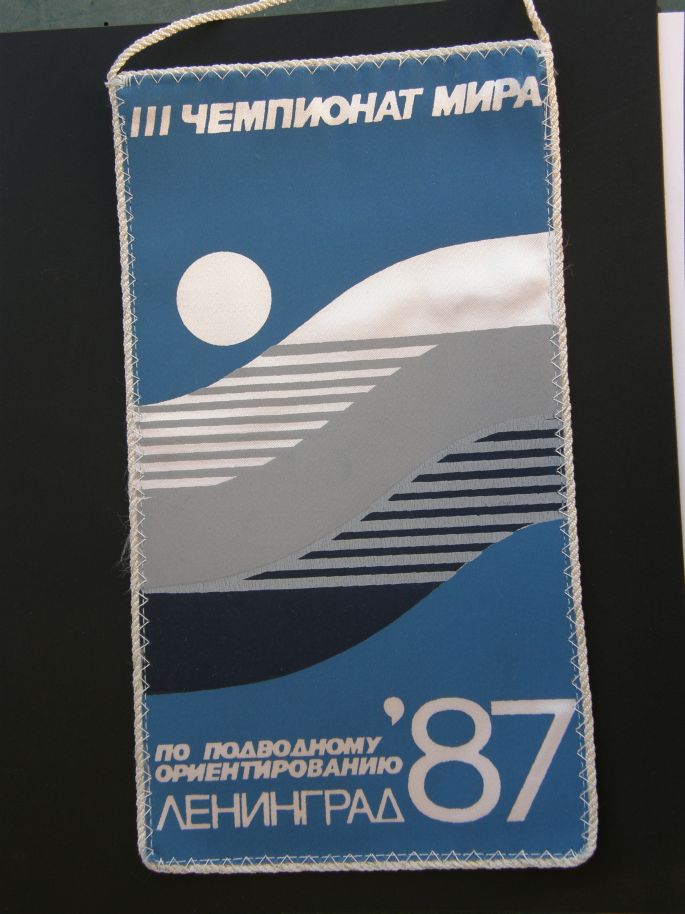 III ЧЕМПИОНАТ МИРА
ПО ПОДВОДНОМУ
ОРИЕНТИРОВАНИЮ
ЛЕНИНГРАД '87